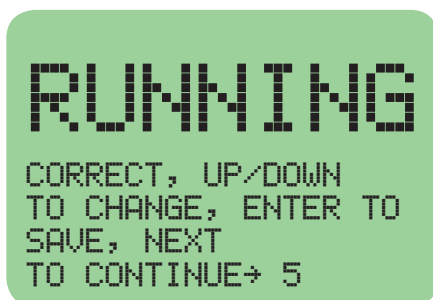 RUNNING
CORRECT, UP/DOWN
TO CHANGE, ENTER TO
SAVE, NEXT
TO CONTINUE→ 5